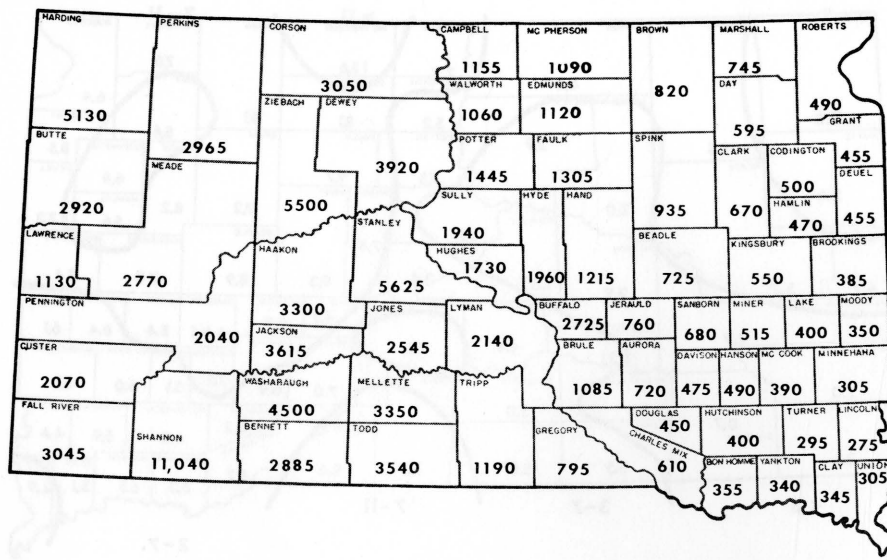 HARDING
5130
PERKINS
2965
CORSON
3050
CAMPBELL
1155
MC PHERSON
1090
BROWN
820
MARSHALL
745
ROBERTS
490
WALWORTH
1060
EDMUNDS
1120
DAY
595
GRANT
455
BUTTE
2920
MEADE
2770
ZIEBACH
5500
DEWEY
3920
POTTER
1445
FAULK
1305
SPINK
935
CLARK
670
CODINGTON
500
DEUEL
455
HAMLIN
470
LAWRENCE
1130
HAAKON
3300
STANLEY
5625
SULLY
1940
HYDE
1960
HAND
1215
HUGHES
1730
BEADLE
725
KINGSBURY
550
BROOKINGS
385
PENNINGTON
2040
JACKSON
3615
JONES
2545
LYMAN
2140
BUFFALO
2725
JERAULD
760
SANBORN
680
MINER
515
LAKE
400
MOODY
350
CUSTER
2070
WASHARAUGH
4500
MELLETTE
3350
TRIPP
1190
BRULE
1085
AURORA
720
DAVISON
475
HANSON
490
MC COOK
390
MINNEHAHA
305
FALL RIVER
3045
SHANNON
11,040
BENNETT
2885
TODD
3540
GREGORY
795
CHARLES MIX
610
DOUGLAS
450
HUTCHINSON
400
TURNER
295
LINCOLN
275
BON HOMME
355
YANKTON
340
CLAY
345
UNION
305